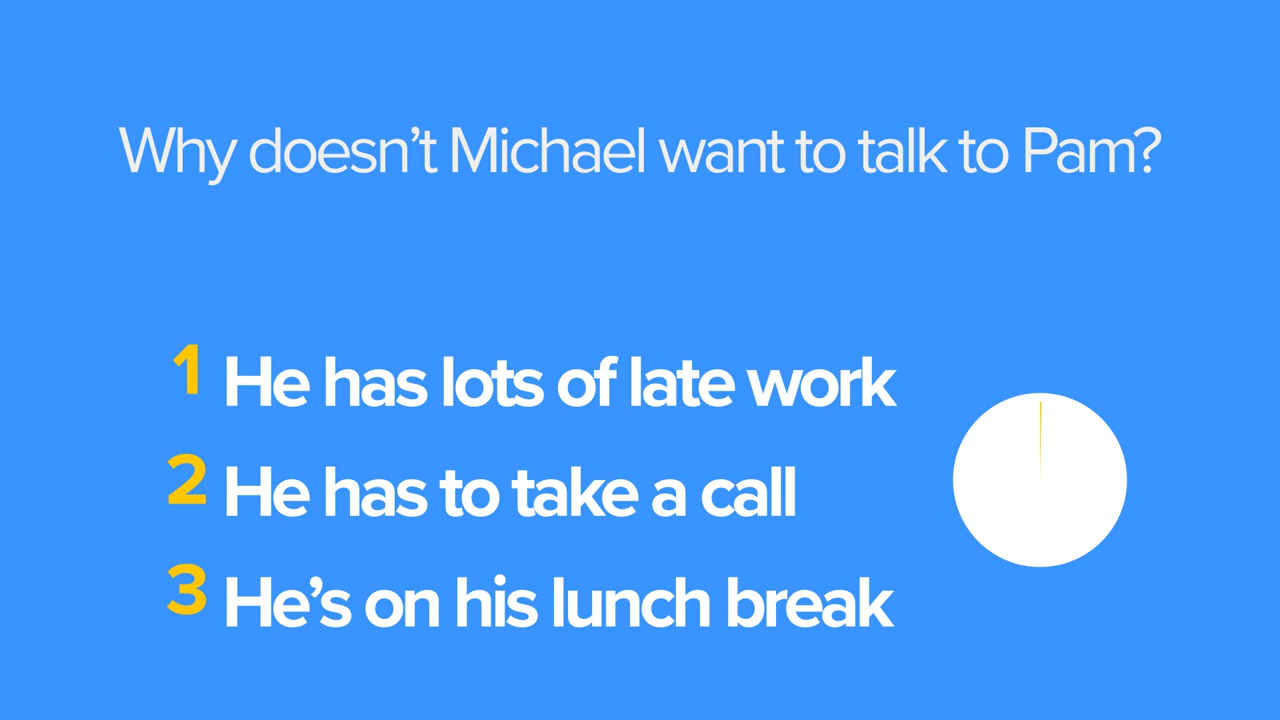 Why doesn’t Michael want to talk to Pam?
1 He has lots of late work
2 He has to take a call
3 He’s on his lunch break